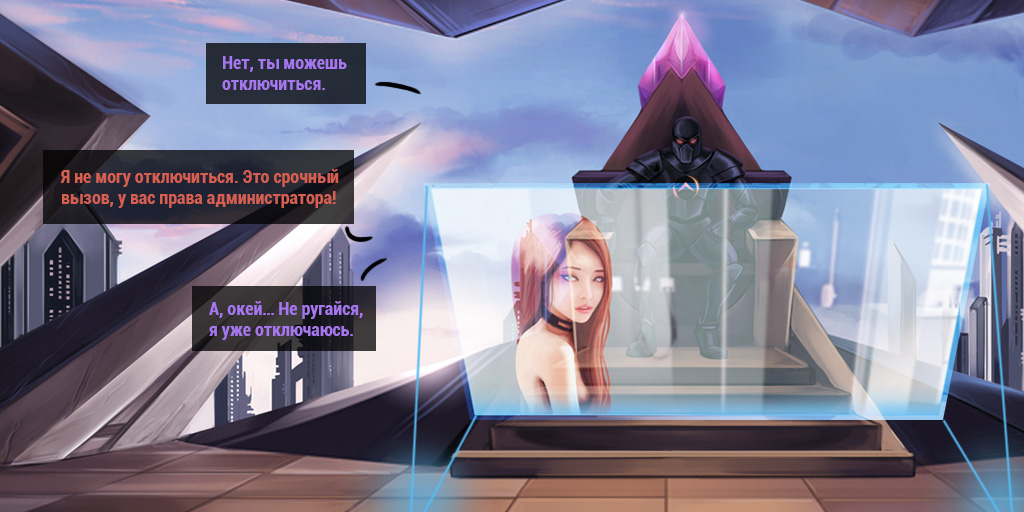 Нет, ты можешь
отключиться.
Я не могу отключиться. Это срочный
вызов, у вас права администратора!
А, окей... Не ругайся,
я уже отключаюсь.